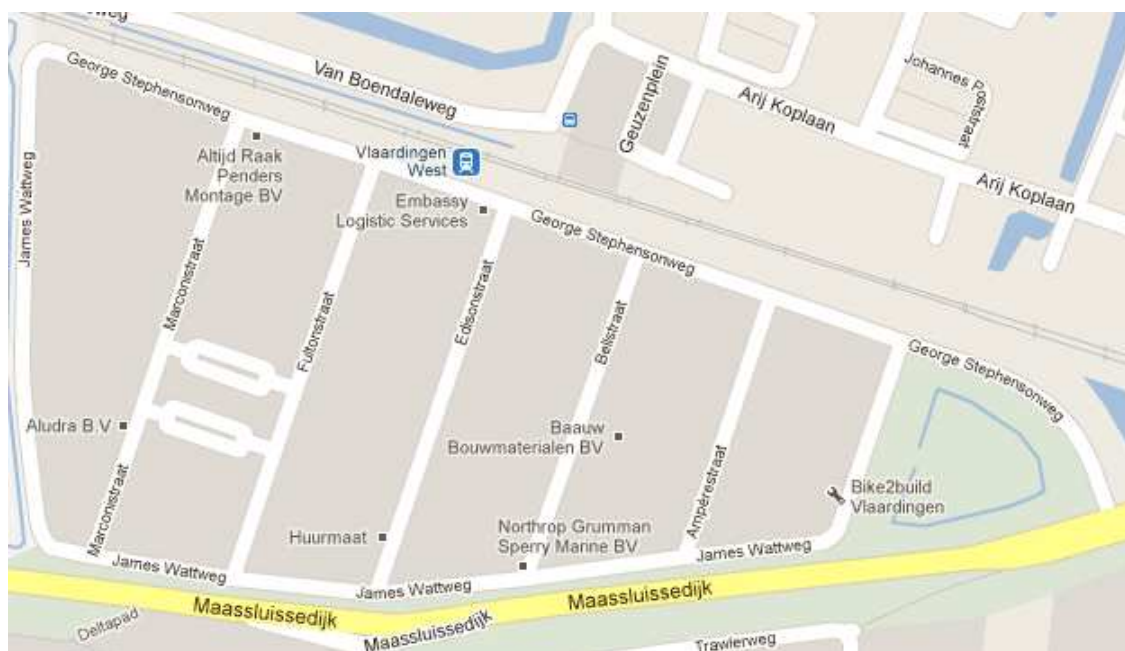 Van Boendaleweg
George Stephensonweg
Geuzenplein
Arij Koplaan
Johannes Poststraat
Arij Koplaan
Altijd Raak
Penders
Montage BV
Vlaardingen
West
Embassy
Logistic Services
George Stephensonweg
James Wattweg
Marconistraat
Fultonstraat
Edisonstraat
Bellstraat
George Stephensonweg
Aludra B.V
Baauw
Bouwmaterialen BV
Ampèrestraat
Bike2build
Vlaardingen
Marconistraat
Huurmaat
Northrop Grumman
Sperry Marine BV
James Wattweg
James Wattweg
James Wattweg
Maassluissedijk
Maassluissedijk
Maassluissedijk
Deltapad
Trawlerweg